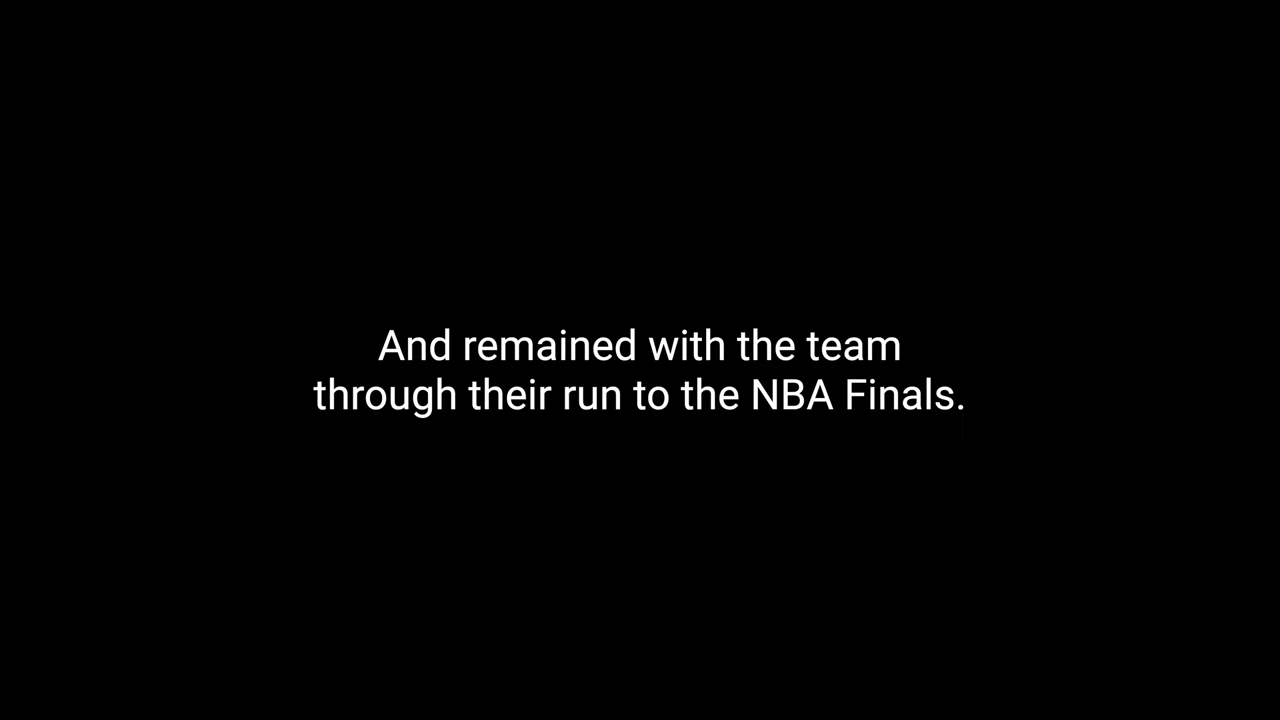 And remained with the team
through their run to the NBA Finals.